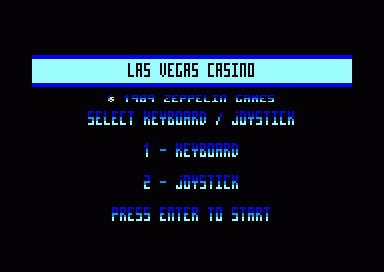 LAS VEGAS CASINO
© 1989 ZEPPELIN GAMES
SELECT KEYBOARD / JOYSTICK
1 - KEYBOARD
2 - JOYSTICK
PRESS ENTER TO START